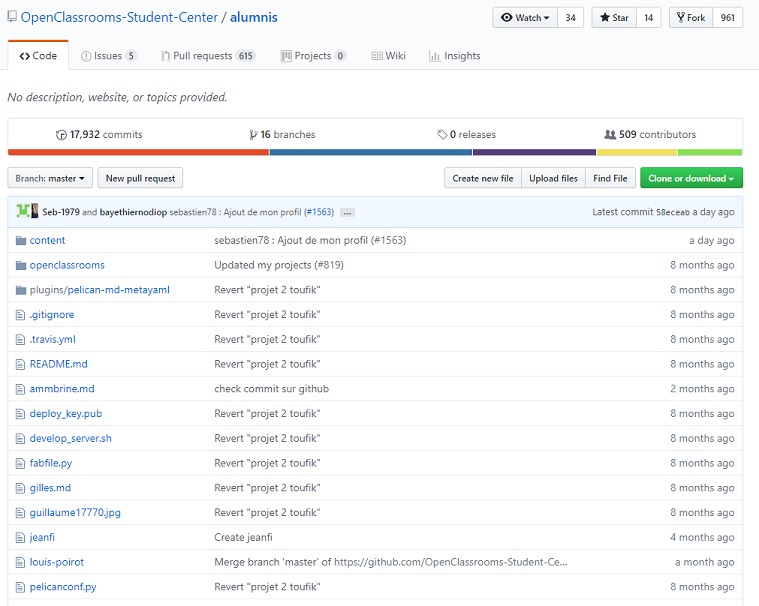 OpenClassrooms-Student-Center / alumnis Watch 34 Star 14 Fork 961
Code Issues 5 Pull requests 615 Projects 0 Wiki Insights
No description, website, or topics provided.
17,932 commits 16 branches 0 releases 509 contributors
Branch: master New pull request Create new file Upload files Find File Clone or download
Seb-1979 and bayethiernodiop sebastien78 : Ajout de mon profil (#1563) ... Latest commit 58eceab a day ago
content sebastien78 : Ajout de mon profil (#1563) a day ago
openclassrooms Updated my projects (#819) 8 months ago
plugins/pelican-md-metayaml Revert "projet 2 toufik" 8 months ago
.gitignore Revert "projet 2 toufik" 8 months ago
.travis.yml Revert "projet 2 toufik" 8 months ago
README.md Revert "projet 2 toufik" 8 months ago
ammbrine.md check commit sur github 2 months ago
deploy_key.pub Revert "projet 2 toufik" 8 months ago
develop_server.sh Revert "projet 2 toufik" 8 months ago
fabfile.py Revert "projet 2 toufik" 8 months ago
gilles.md Revert "projet 2 toufik" 8 months ago
guillaume17770.jpg Revert "projet 2 toufik" 8 months ago
jeanfi Create jeanfi 4 months ago
louis-poirot Merge branch 'master' of https://github.com/OpenClassrooms-Student-Ce... a month ago
pelicanconf.py Revert "projet 2 toufik" 8 months ago